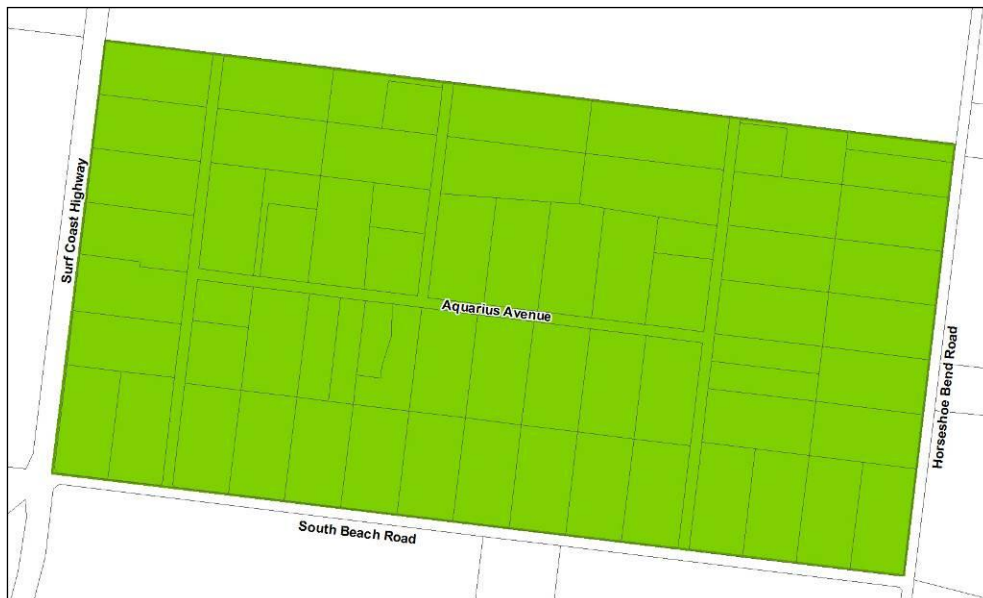 Surf Coast Highway
Aquarius Avenue
Horseshoe Bend Road
South Beach Road